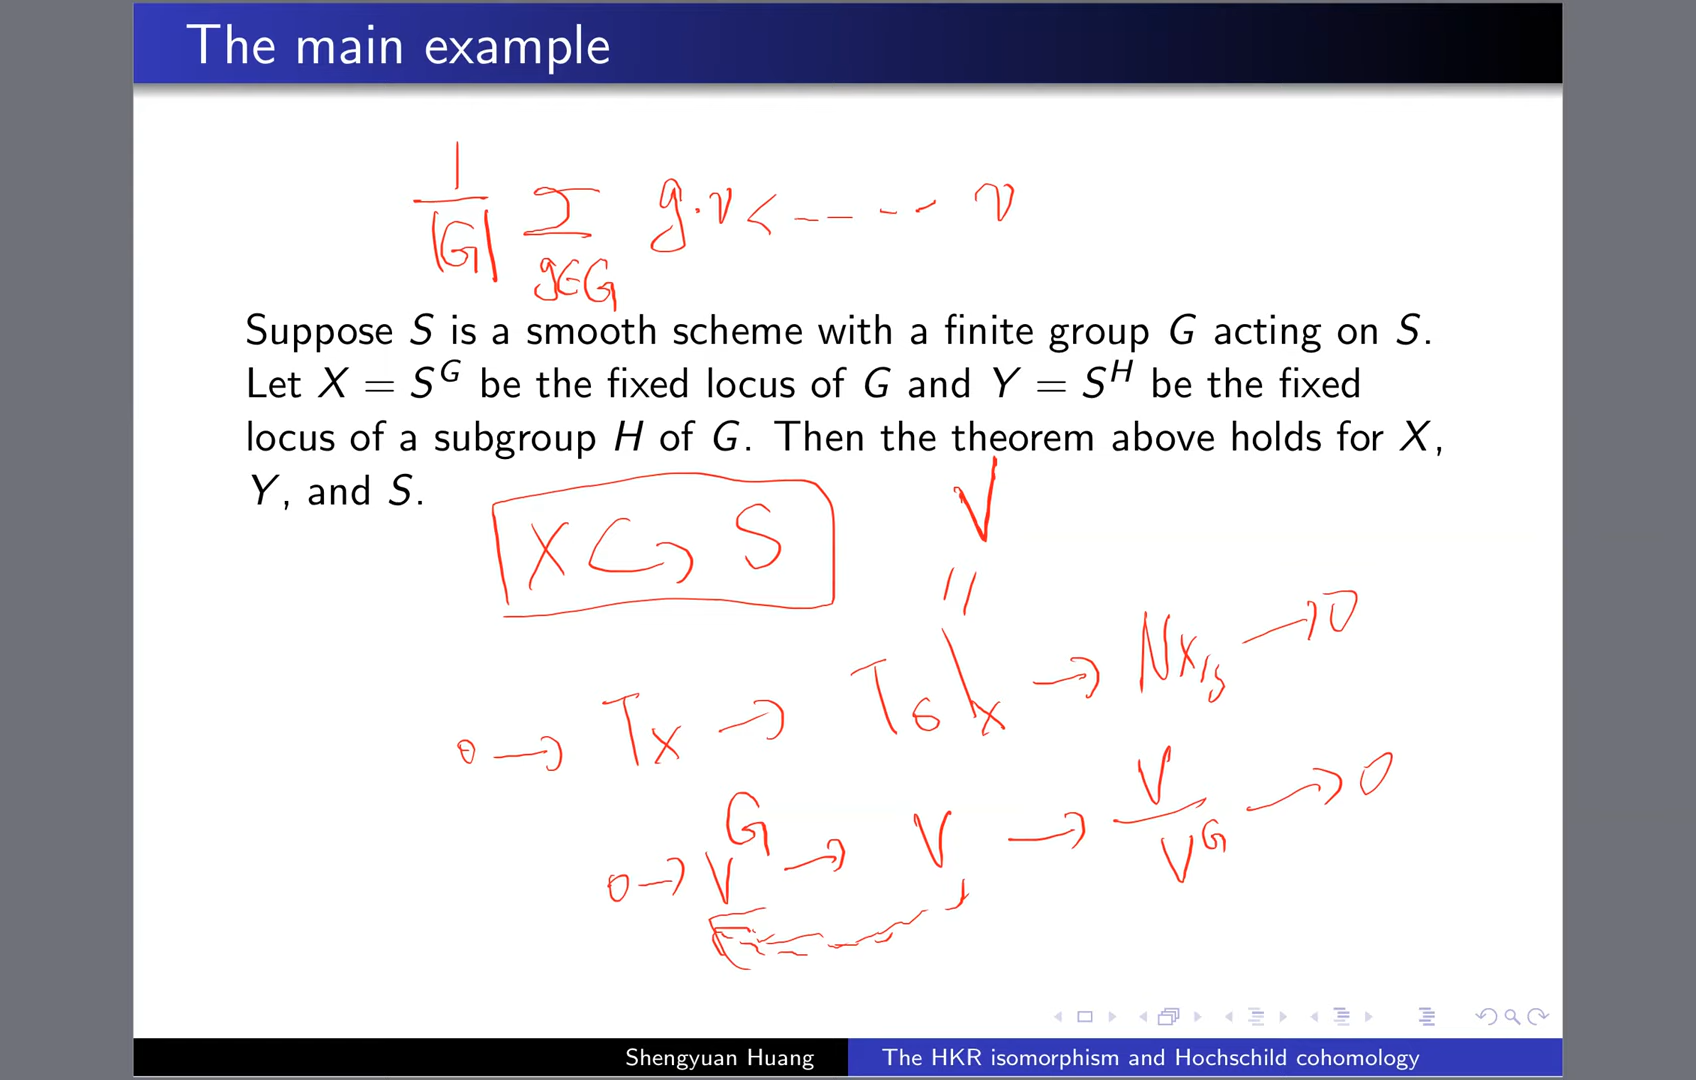 The main example
1/|G| Σ g∈G g·v <---- v
Suppose S is a smooth scheme with a finite group G acting on S.
Let X = S^G be the fixed locus of G and Y = S^H be the fixed
locus of a subgroup H of G. Then the theorem above holds for X,
Y, and S.
X ↪ S
V
=
0 → T_X → T_S|_X → N_{X/S} → 0
0 → V^G → V → V/V^G → 0
Shengyuan Huang
The HKR isomorphism and Hochschild cohomology